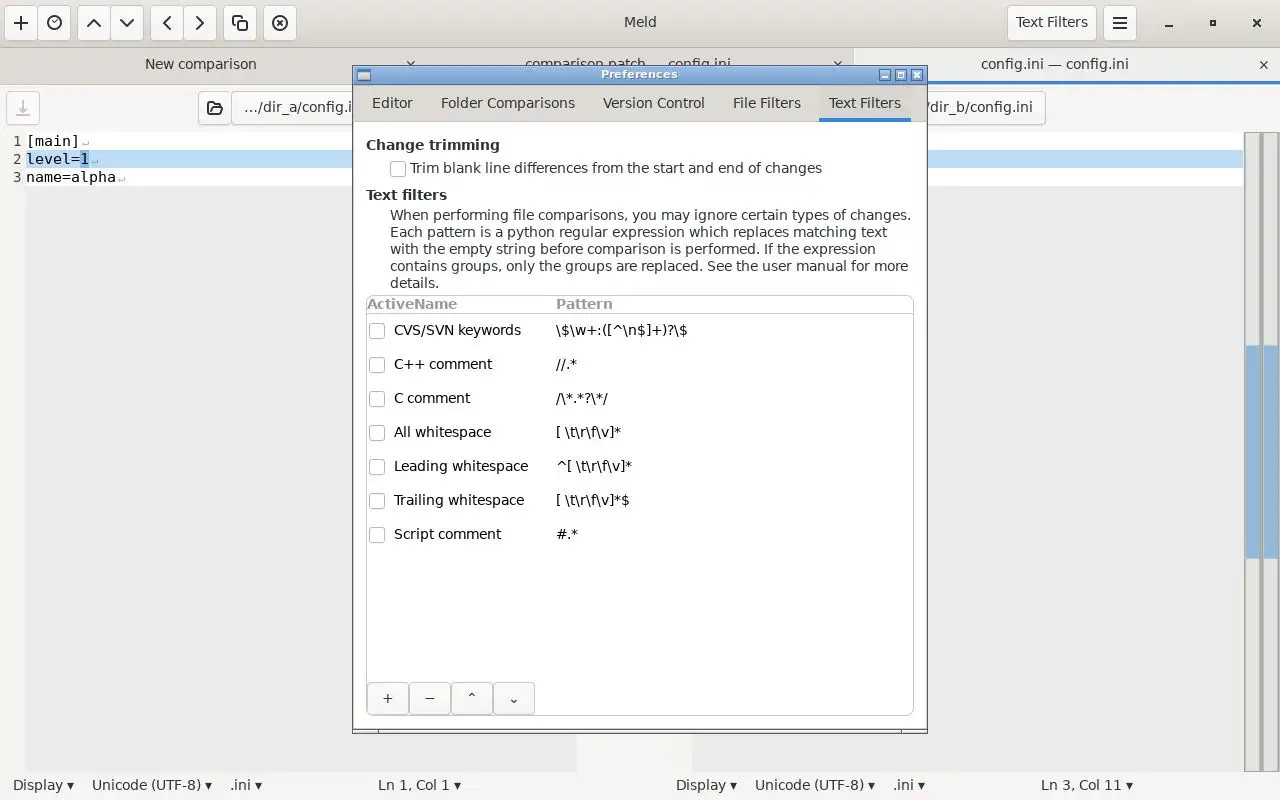 Meld
Text Filters
New comparison
config.ini — config.ini
Preferences
Editor
Folder Comparisons
Version Control
File Filters
Text Filters
.../dir_a/config.i
/dir_b/config.ini
1 [main]
2 level=1
3 name=alpha
Change trimming
Trim blank line differences from the start and end of changes
Text filters
When performing file comparisons, you may ignore certain types of changes.
Each pattern is a python regular expression which replaces matching text
with the empty string before comparison is performed. If the expression
contains groups, only the groups are replaced. See the user manual for more
details.
Active Name Pattern
CVS/SVN keywords \$\w+:([^\n$]+)?\$
C++ comment //.*
C comment /\*.*?\*/
All whitespace [ \t\r\f\v]*
Leading whitespace ^[ \t\r\f\v]*
Trailing whitespace [ \t\r\f\v]*$
Script comment #.*
Display Unicode (UTF-8) .ini Ln 1, Col 1
Display Unicode (UTF-8) .ini Ln 3, Col 11